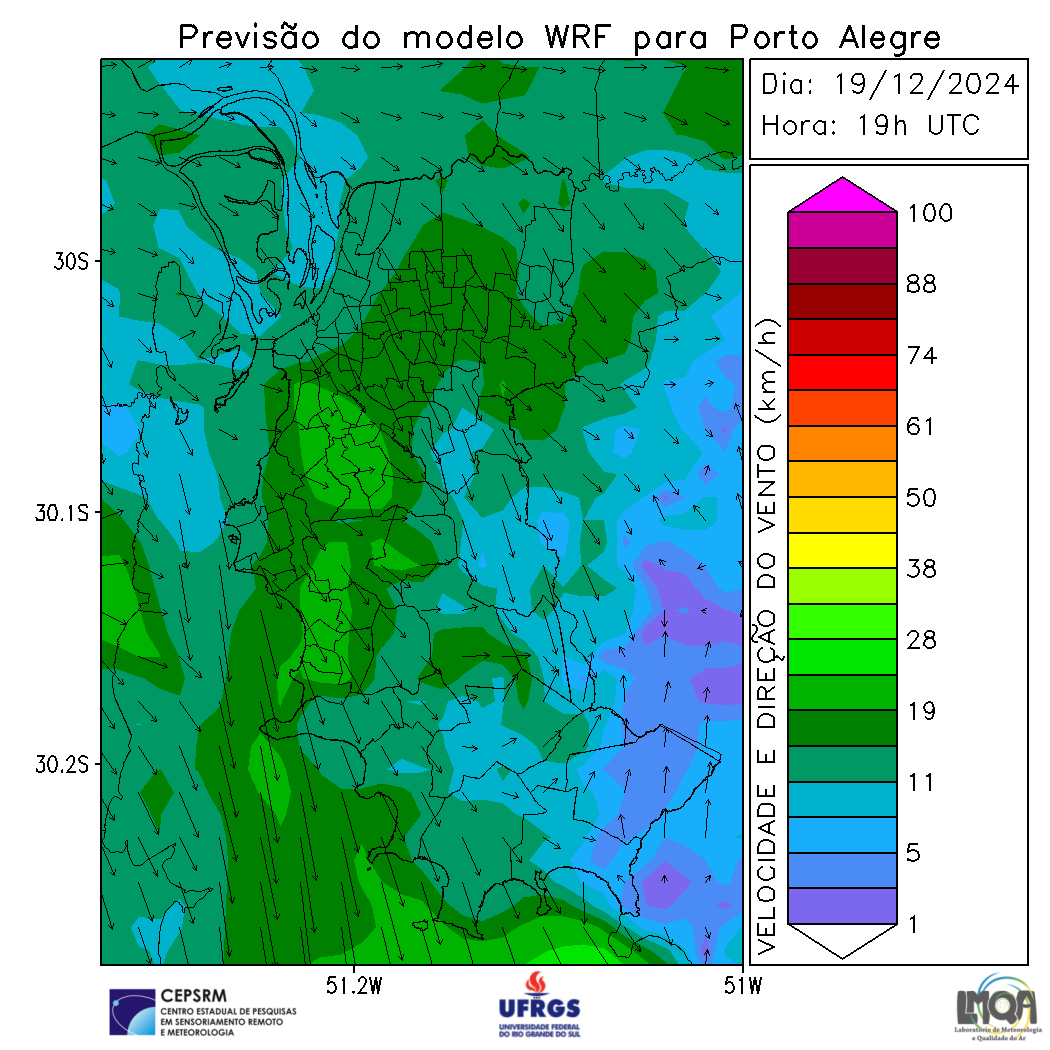 Previsão do modelo WRF para Porto Alegre
Dia: 19/12/2024
Hora: 19h UTC
30S
30.1S
30.2S
51.2W
51W
VELOCIDADE E DIREÇÃO DO VENTO (km/h)
100
88
74
61
50
38
28
19
11
5
1
CEPSRM
CENTRO ESTADUAL DE PESQUISAS
EM SENSORIAMENTO REMOTO
E METEOROLOGIA
UFRGS
UNIVERSIDADE FEDERAL
DO RIO GRANDE DO SUL
LMQA
Laboratório de Meteorologia
e Qualidade do Ar